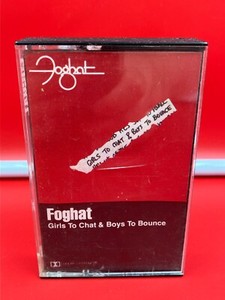 Foghat
GIRLS TO CHAT & BOYS TO BOUNCE
Foghat
Girls To Chat & Boys To Bounce